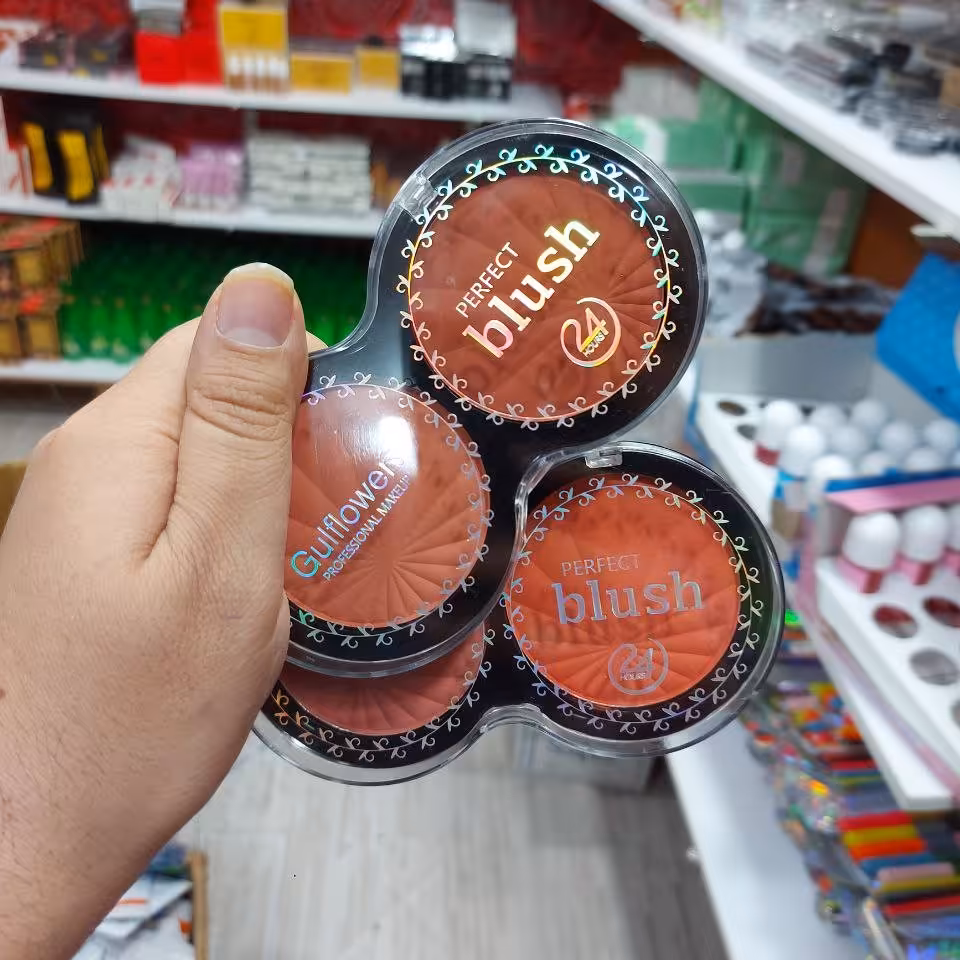 PERFECT
blush
24
HOURS
Gulflower
PROFESSIONAL MAKEUP
PERFECT
blush
24
HOURS